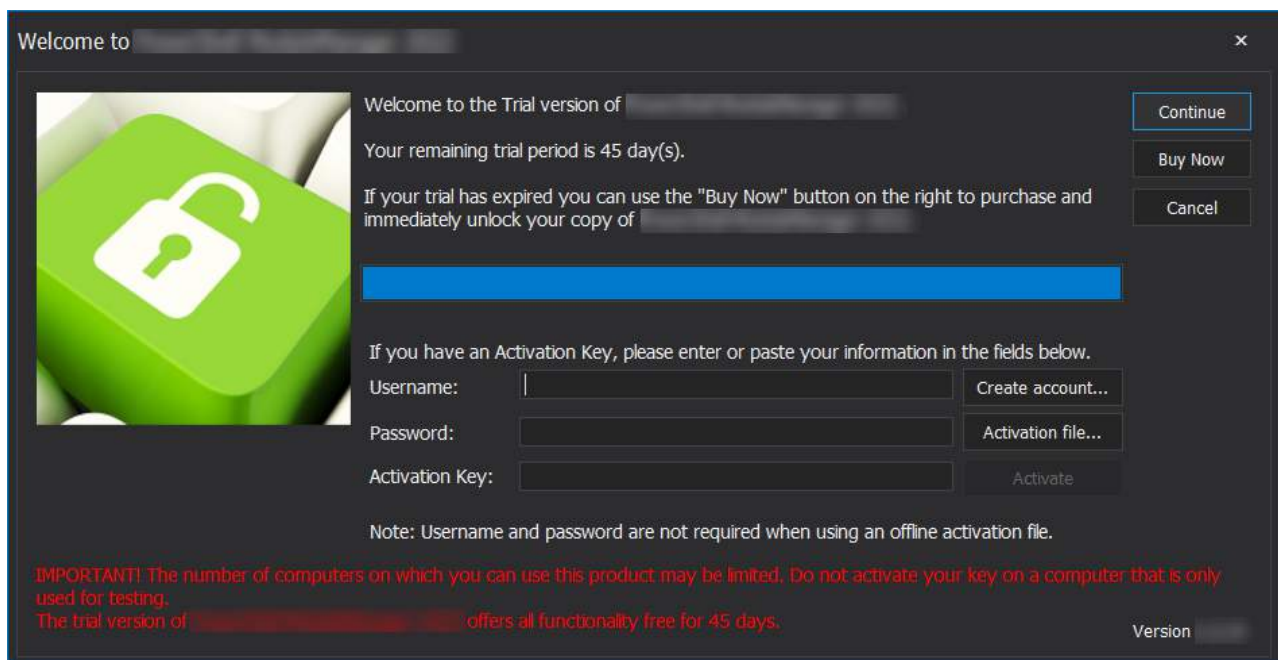 Welcome to
×
Welcome to the Trial version of
Continue
Your remaining trial period is 45 day(s).
Buy Now
If your trial has expired you can use the "Buy Now" button on the right to purchase and
immediately unlock your copy of
Cancel
If you have an Activation Key, please enter or paste your information in the fields below.
Username:
Create account...
Password:
Activation file...
Activation Key:
Activate
Note: Username and password are not required when using an offline activation file.
IMPORTANT! The number of computers on which you can use this product may be limited. Do not activate your key on a computer that is only
used for testing.
The trial version of offers all functionality free for 45 days.
Version